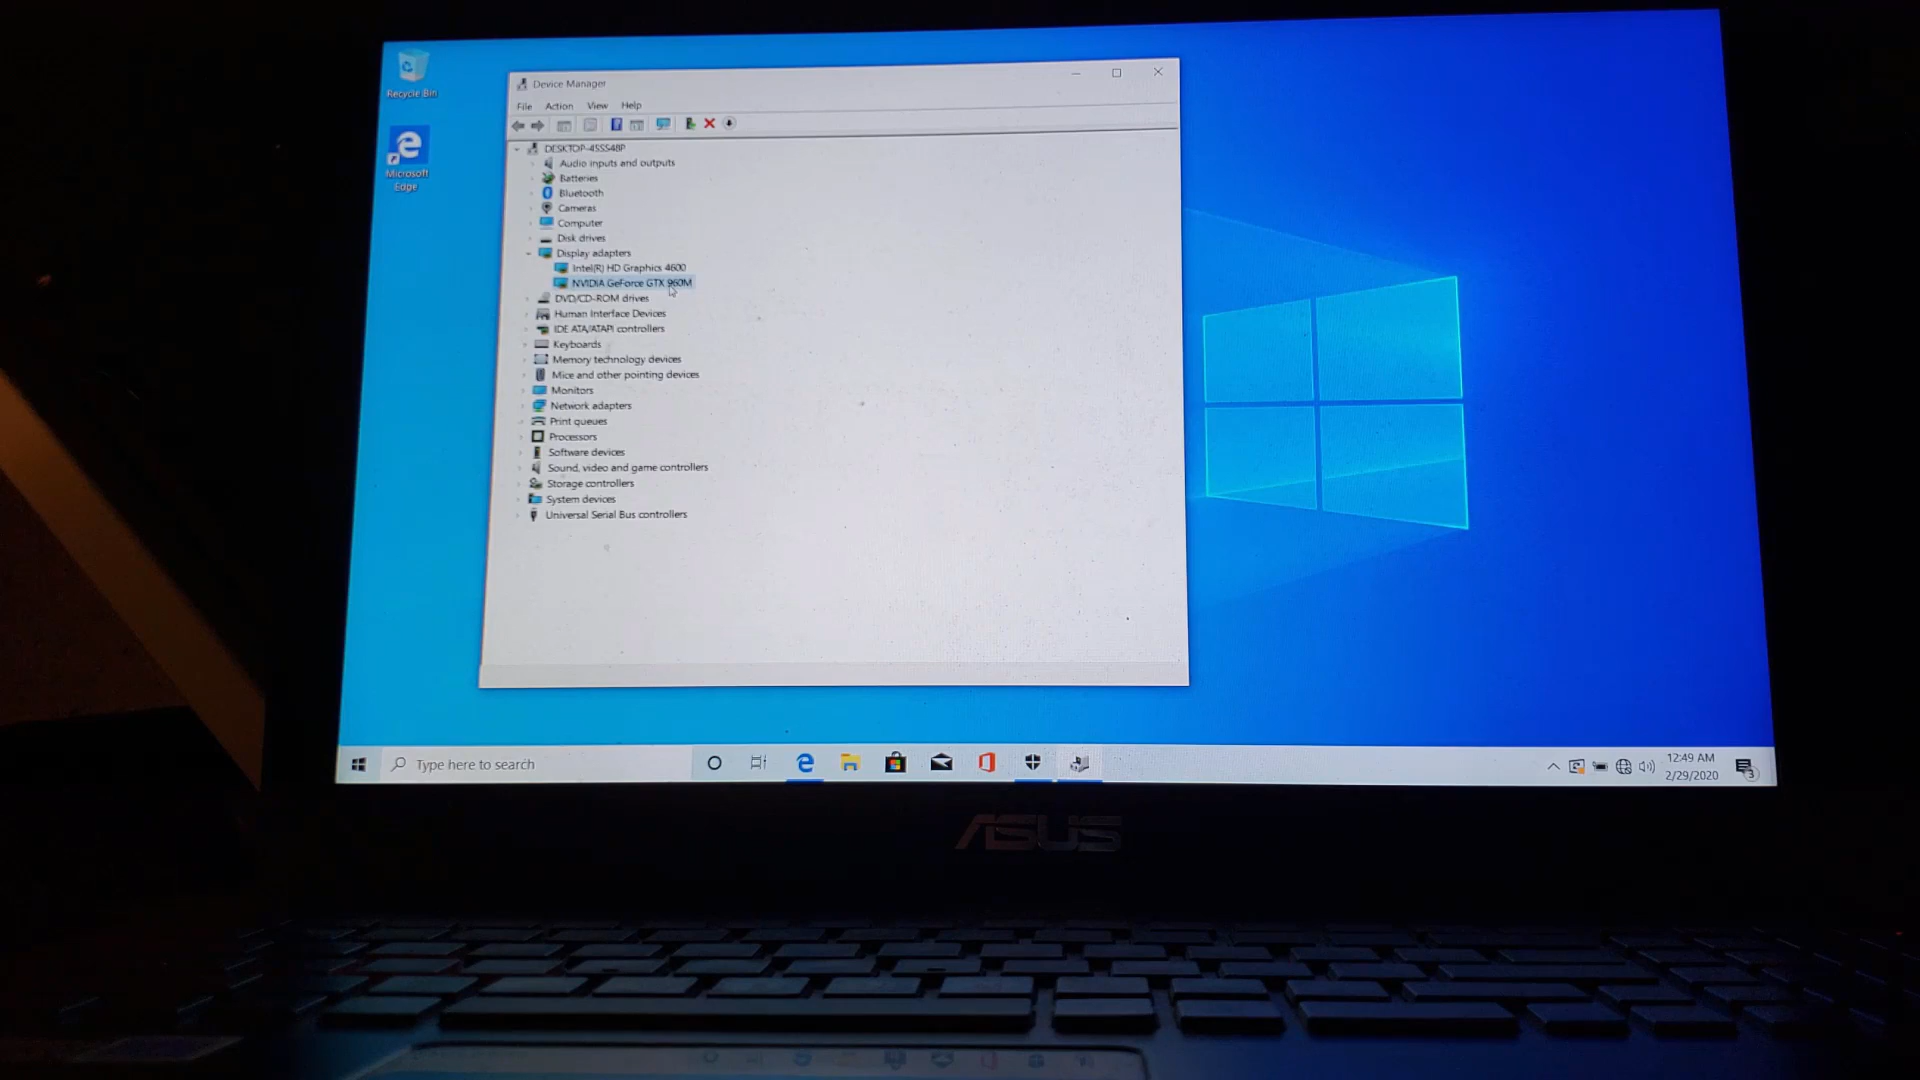 Recycle Bin
Microsoft
Edge
Device Manager
File Action View Help
DESKTOP-45SS48P
Audio inputs and outputs
Batteries
Bluetooth
Cameras
Computer
Disk drives
Display adapters
Intel(R) HD Graphics 4600
NVIDIA GeForce GTX 960M
DVD/CD-ROM drives
Human Interface Devices
IDE ATA/ATAPI controllers
Keyboards
Memory technology devices
Mice and other pointing devices
Monitors
Network adapters
Print queues
Processors
Software devices
Sound, video and game controllers
Storage controllers
System devices
Universal Serial Bus controllers
Type here to search
12:49 AM
2/29/2020
3
ASUS